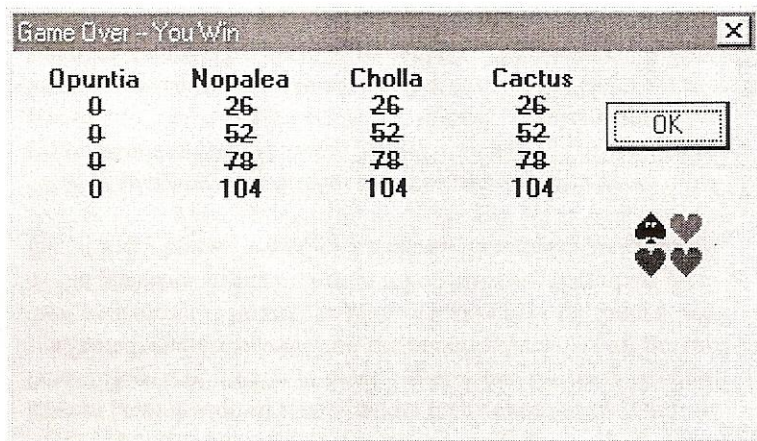 Game Over – You Win
Opuntia Nopalea Cholla Cactus
0 26 26 26
0 52 52 52
0 78 78 78
0 104 104 104
OK